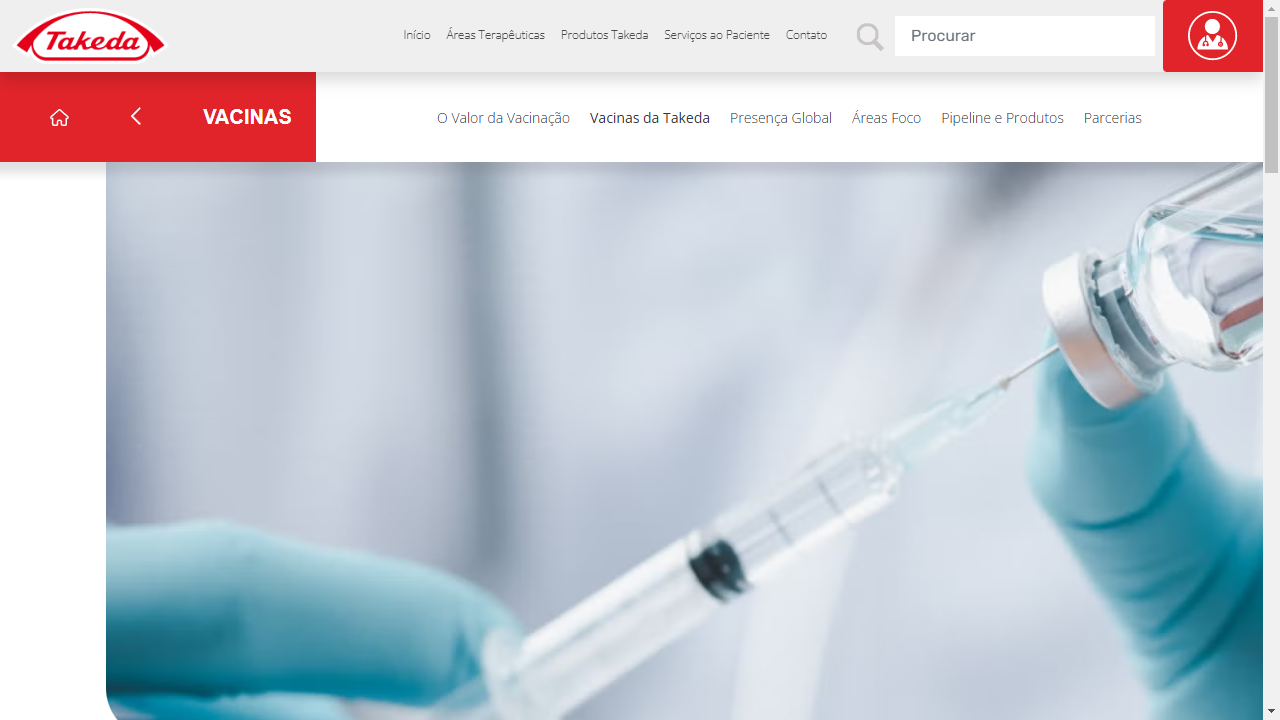 Takeda
Início Áreas Terapêuticas Produtos Takeda Serviços ao Paciente Contato
Procurar
VACINAS
O Valor da Vacinação Vacinas da Takeda Presença Global Áreas Foco Pipeline e Produtos Parcerias